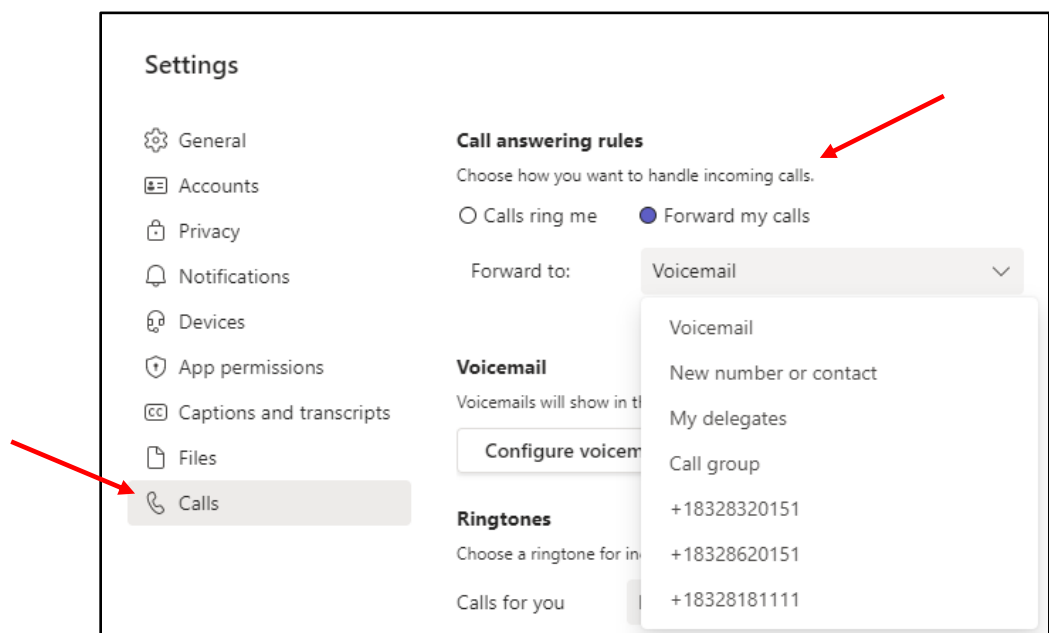 Settings
General
Accounts
Privacy
Notifications
Devices
App permissions
CC Captions and transcripts
Files
Calls
Call answering rules
Choose how you want to handle incoming calls.
Calls ring me Forward my calls
Forward to: Voicemail
Voicemail
New number or contact
My delegates
Call group
+18328320151
+18328620151
+18328181111
Voicemail
Voicemails will show in
Configure
Ringtones
Choose a ringtone for
Calls for you